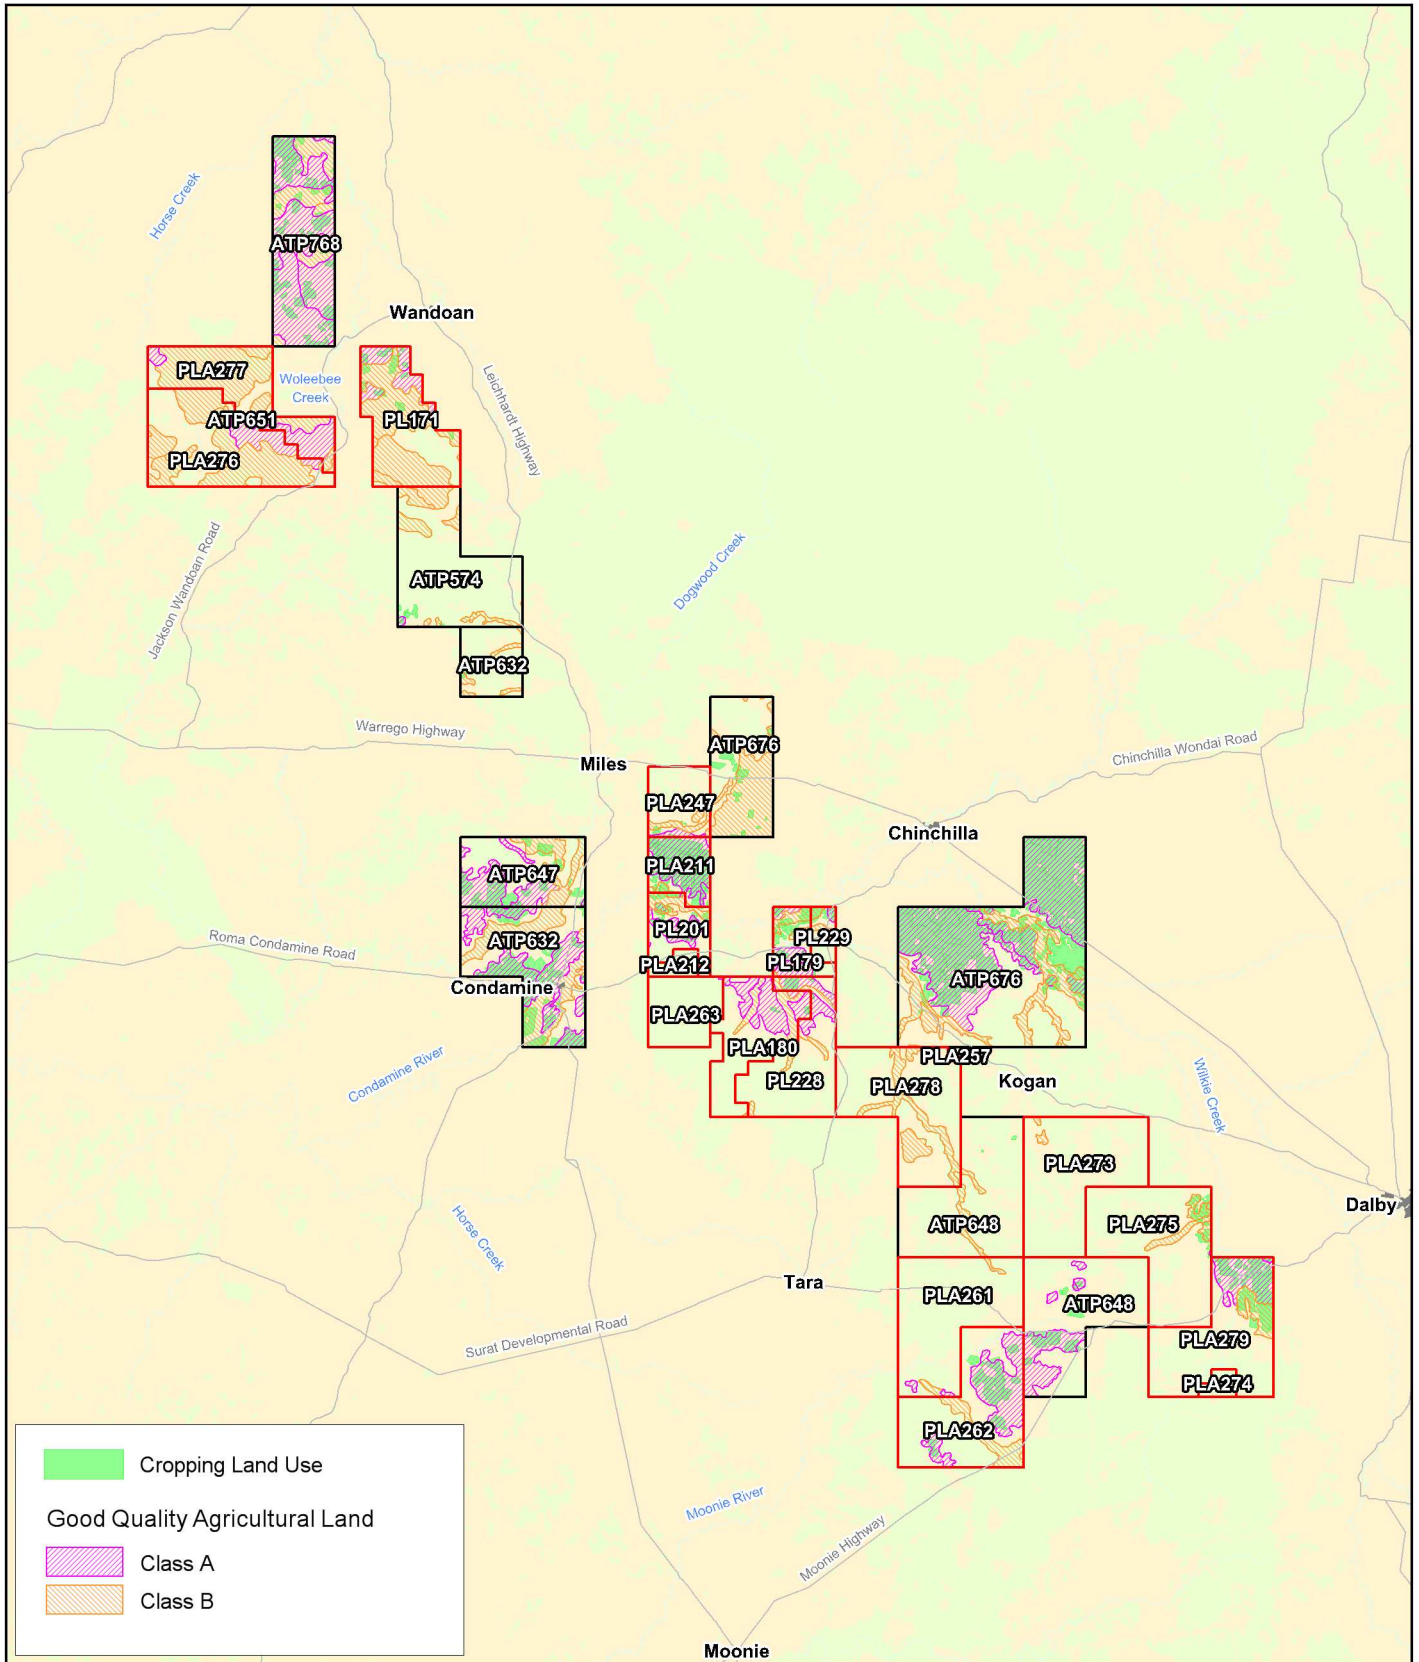 Horse Creek
ATP768
Wandoan
PLA277
Woleebee
Creek
Leichhardt Highway
ATP651
PL171
PLA276
Jackson Wandoan Road
Dogwood Creek
ATP574
ATP632
Warrego Highway
ATP676
Chinchilla Wondai Road
Miles
PLA247
Chinchilla
PLA211
ATP647
PL201
PL229
ATP632
Roma Condamine Road
PLA212
PL179
ATP676
Condamine
PLA263
PLA180
PLA257
Condamine River
PL228
PLA278
Kogan
Wilkie Creek
PLA273
Dalby
Horse Creek
ATP648
PLA275
Tara
PLA261
ATP648
Surat Developmental Road
PLA279
PLA274
PLA262
Moonie River
Moonie Highway
Moonie
Cropping Land Use
Good Quality Agricultural Land
Class A
Class B